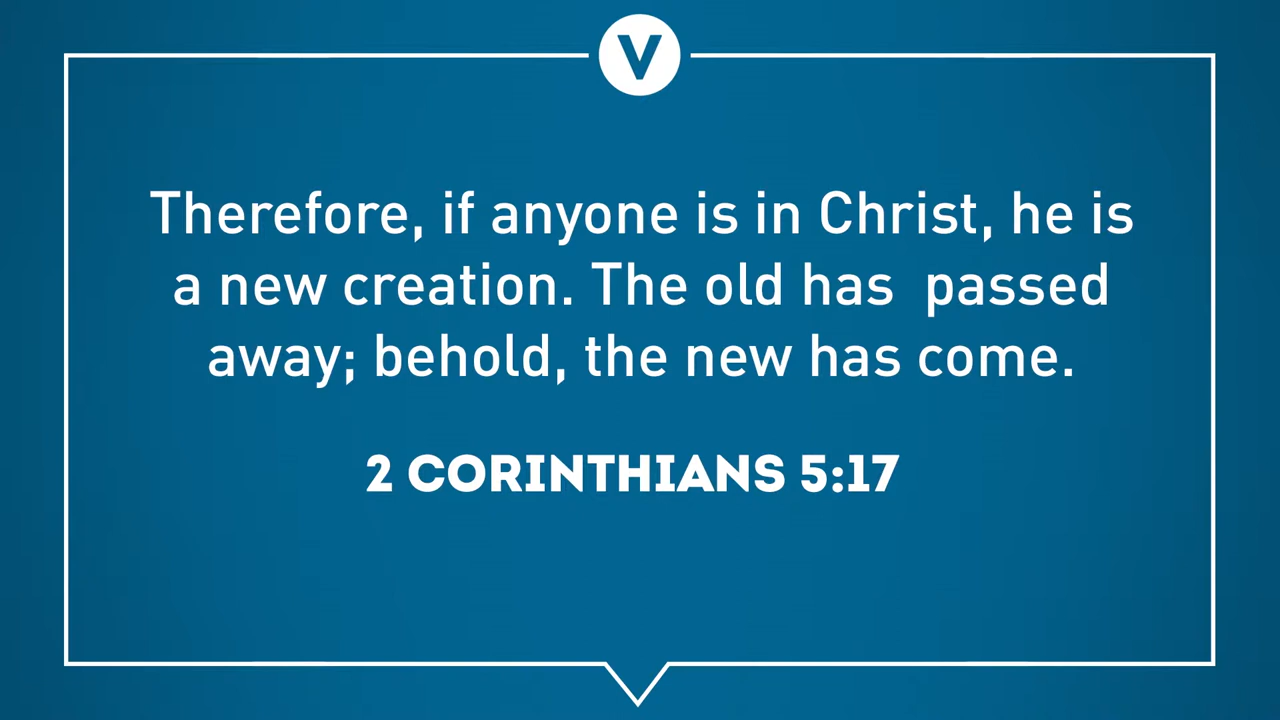 V
Therefore, if anyone is in Christ, he is
a new creation. The old has  passed
away; behold, the new has come.
2 CORINTHIANS 5:17